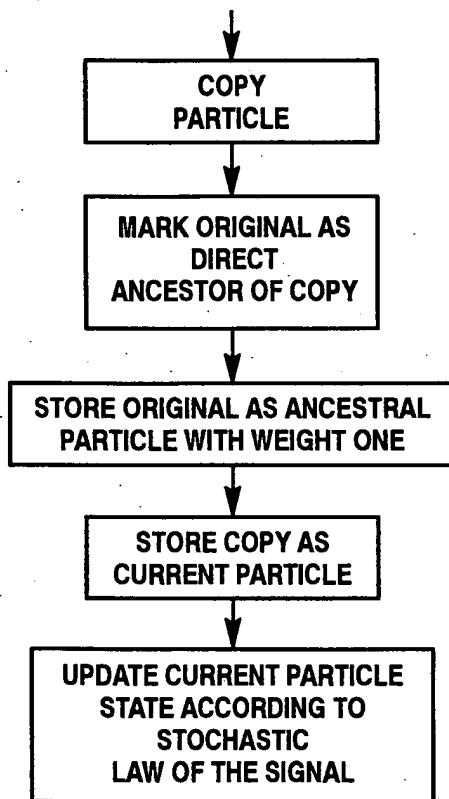 COPY
PARTICLE
MARK ORIGINAL AS
DIRECT
ANCESTOR OF COPY
STORE ORIGINAL AS ANCESTRAL
PARTICLE WITH WEIGHT ONE
STORE COPY AS
CURRENT PARTICLE
UPDATE CURRENT PARTICLE
STATE ACCORDING TO
STOCHASTIC
LAW OF THE SIGNAL